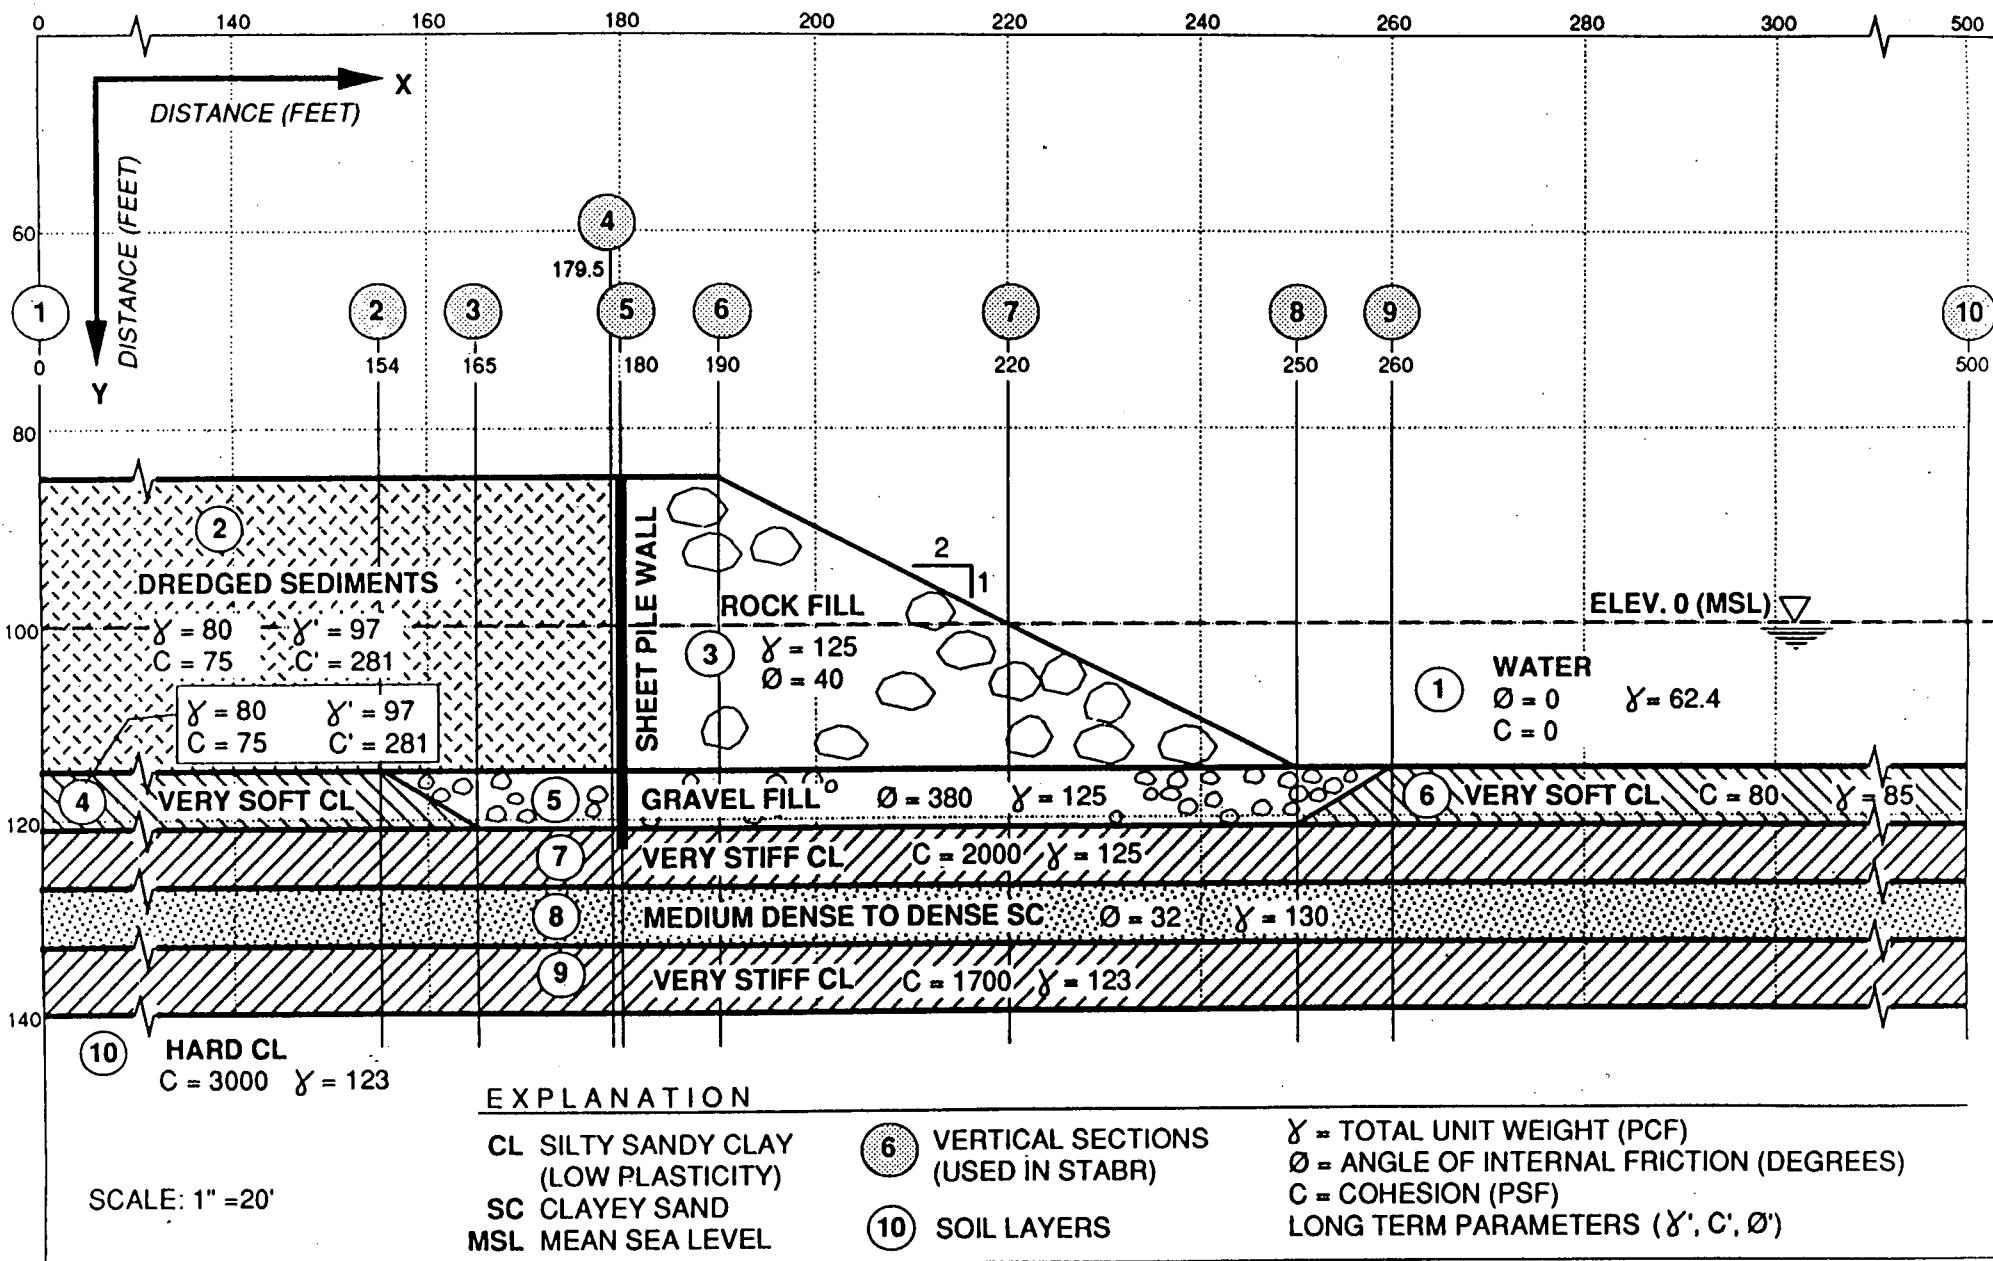 0 140 160 180 200 220 240 260 280 300 500
X
DISTANCE (FEET)
DISTANCE (FEET)
Y
60
80
100
120
140
4
179.5
1 2 3 5 6 7 8 9 10
0 154 165 180 190 220 250 260 500
2
DREDGED SEDIMENTS
γ = 80 γ' = 97
C = 75 C' = 281
γ = 80 γ' = 97
C = 75 C' = 281
SHEET PILE WALL
2
1
ROCK FILL
3 γ = 125
Ø = 40
ELEV. 0 (MSL)
1 WATER
Ø = 0 γ = 62.4
C = 0
4 VERY SOFT CL
5 GRAVEL FILL Ø = 380 γ = 125
6 VERY SOFT CL C = 80 γ = 85
7 VERY STIFF CL C = 2000 γ = 125
8 MEDIUM DENSE TO DENSE SC Ø = 32 γ = 130
9 VERY STIFF CL C = 1700 γ = 123
10 HARD CL
C = 3000 γ = 123
EXPLANATION
CL SILTY SANDY CLAY
(LOW PLASTICITY)
SC CLAYEY SAND
MSL MEAN SEA LEVEL
6 VERTICAL SECTIONS
(USED IN STABR)
10 SOIL LAYERS
γ = TOTAL UNIT WEIGHT (PCF)
Ø = ANGLE OF INTERNAL FRICTION (DEGREES)
C = COHESION (PSF)
LONG TERM PARAMETERS (γ', C', Ø')
SCALE: 1" =20'